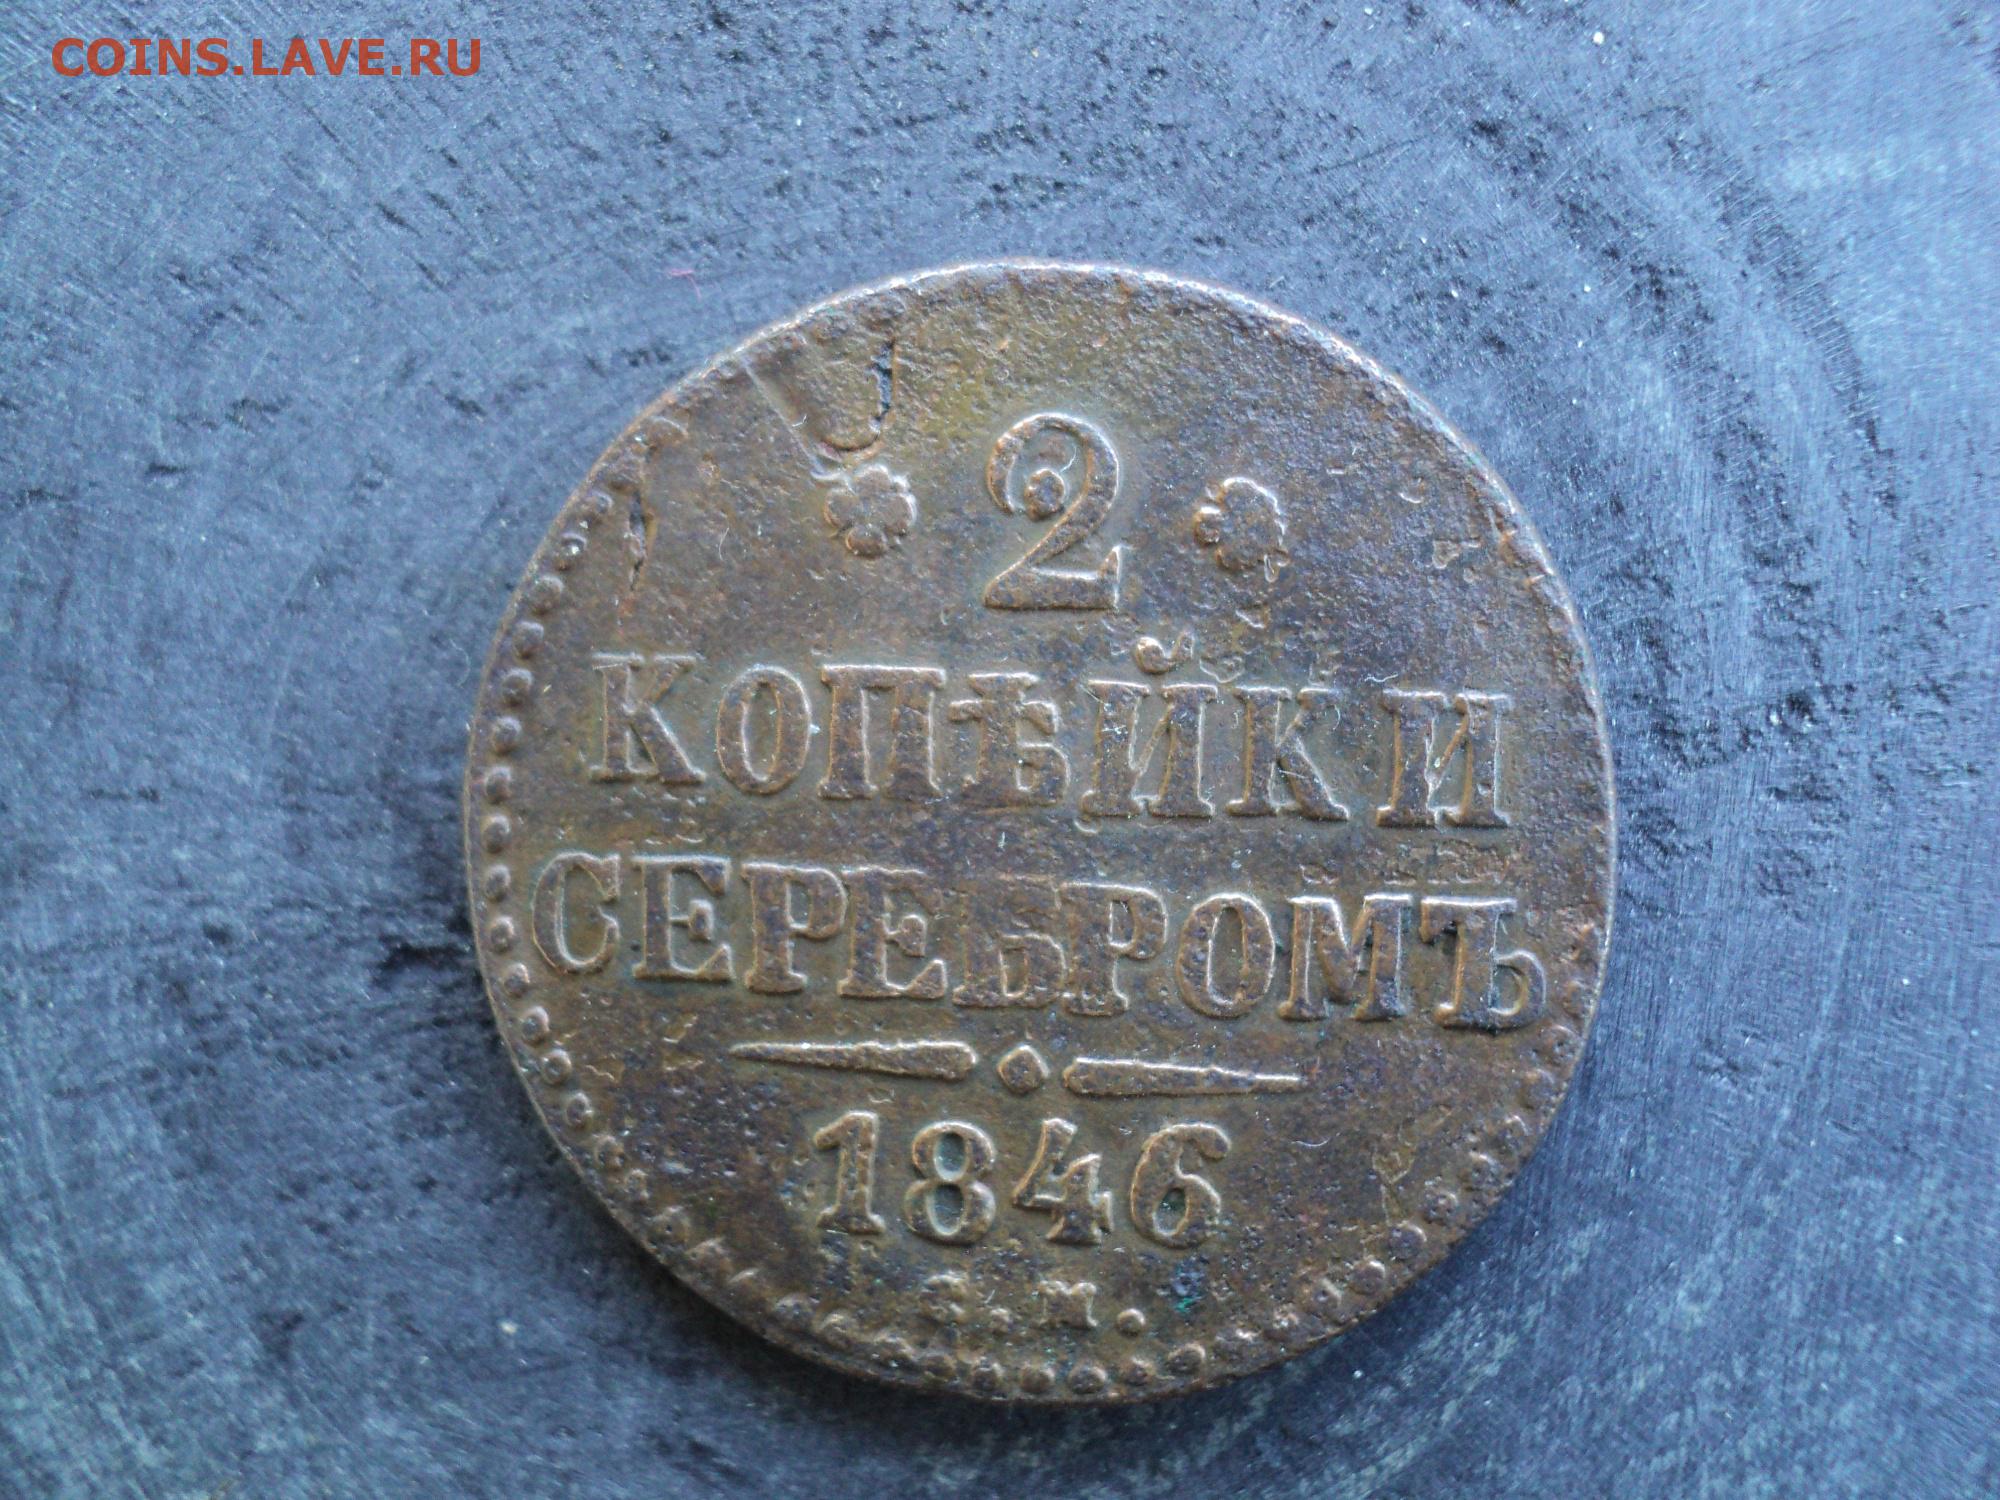 COINS.LAVE.RU
2
КОПѢЙКИ
СЕРЕБРОМЪ
1846
С.М.